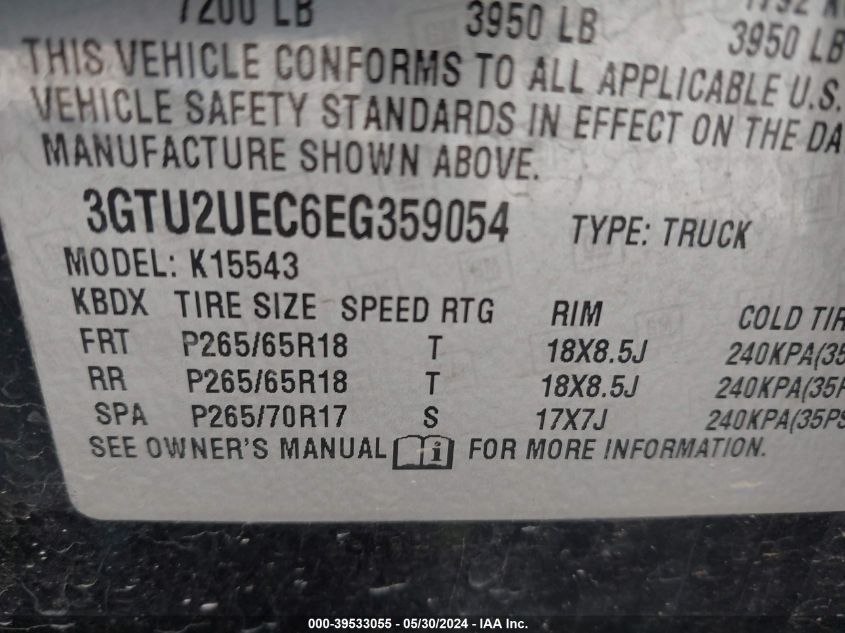 7200 LB 3950 LB 3950 LB
THIS VEHICLE CONFORMS TO ALL APPLICABLE U.S.
VEHICLE SAFETY STANDARDS IN EFFECT ON THE DA
MANUFACTURE SHOWN ABOVE.
3GTU2UEC6EG359054 TYPE: TRUCK
MODEL: K15543
KBDX TIRE SIZE SPEED RTG RIM COLD TIR
FRT P265/65R18 T 18X8.5J 240KPA(35
RR P265/65R18 T 18X8.5J 240KPA(35P
SPA P265/70R17 S 17X7J 240KPA(35PS
SEE OWNER'S MANUAL FOR MORE INFORMATION.
000-39533055 - 05/30/2024 - IAA Inc.